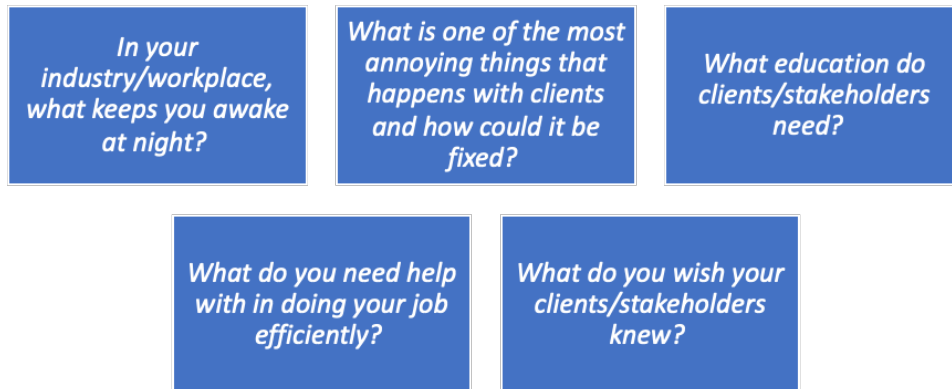 In your
industry/workplace,
what keeps you awake
at night?
What is one of the most
annoying things that
happens with clients
and how could it be
fixed?
What education do
clients/stakeholders
need?
What do you need help
with in doing your job
efficiently?
What do you wish your
clients/stakeholders
knew?